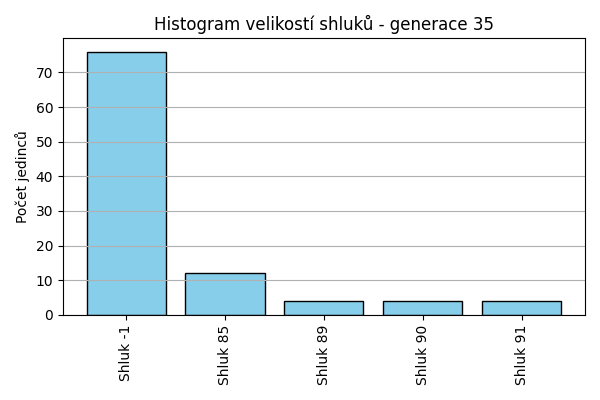 Histogram velikostí shluků - generace 35
Počet jedinců
70
60
50
40
30
20
10
0
Shluk -1
Shluk 85
Shluk 89
Shluk 90
Shluk 91